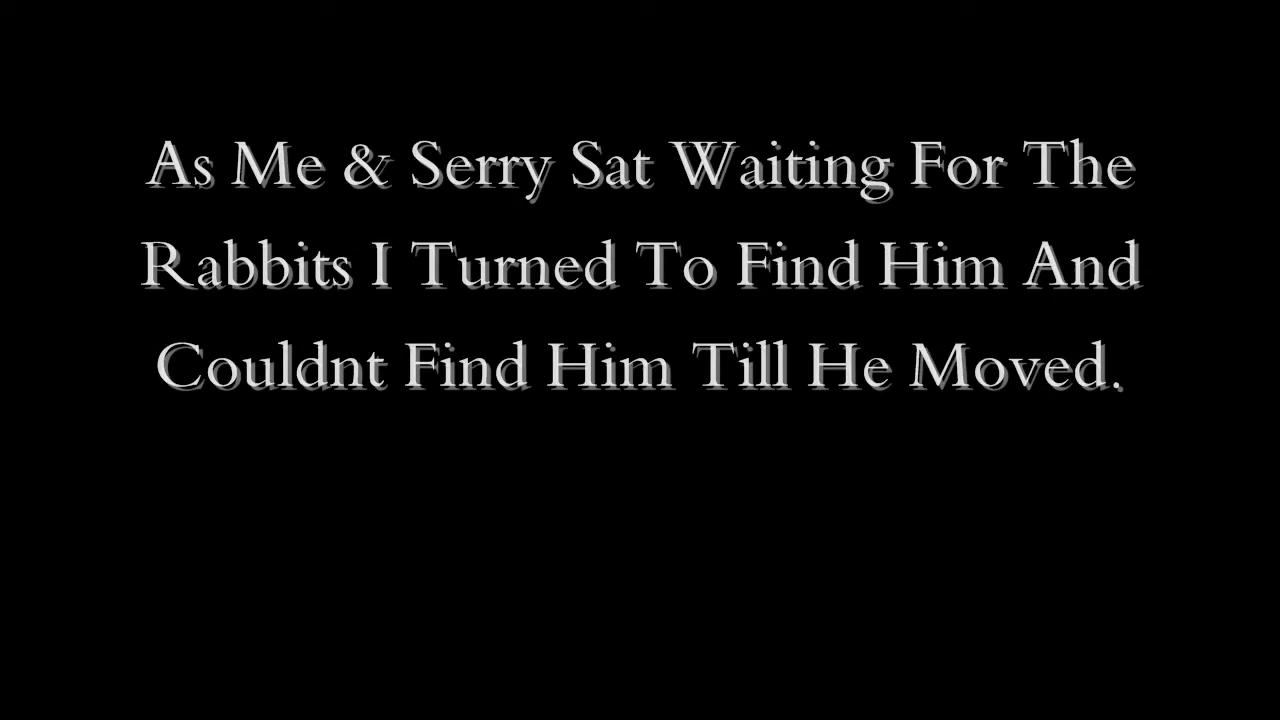 As Me & Serry Sat Waiting For The
Rabbits I Turned To Find Him And
Couldnt Find Him Till He Moved.